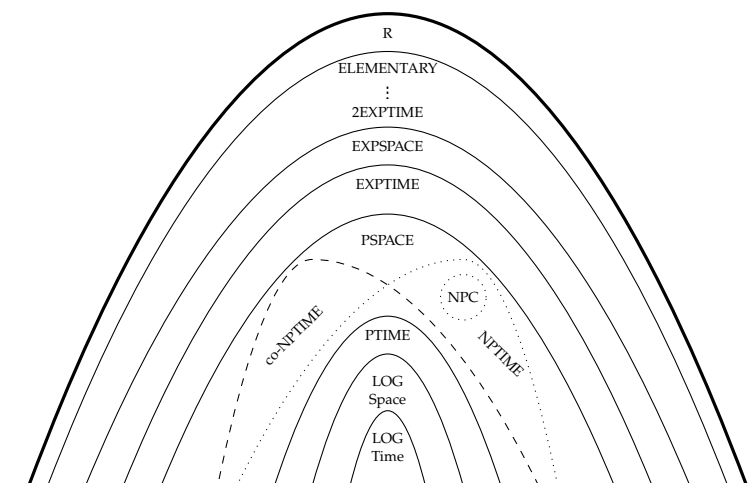 R
ELEMENTARY
⋮
2EXPTIME
EXPSPACE
EXPTIME
PSPACE
NPC
co-NPTIME
NPTIME
PTIME
LOG
Space
LOG
Time